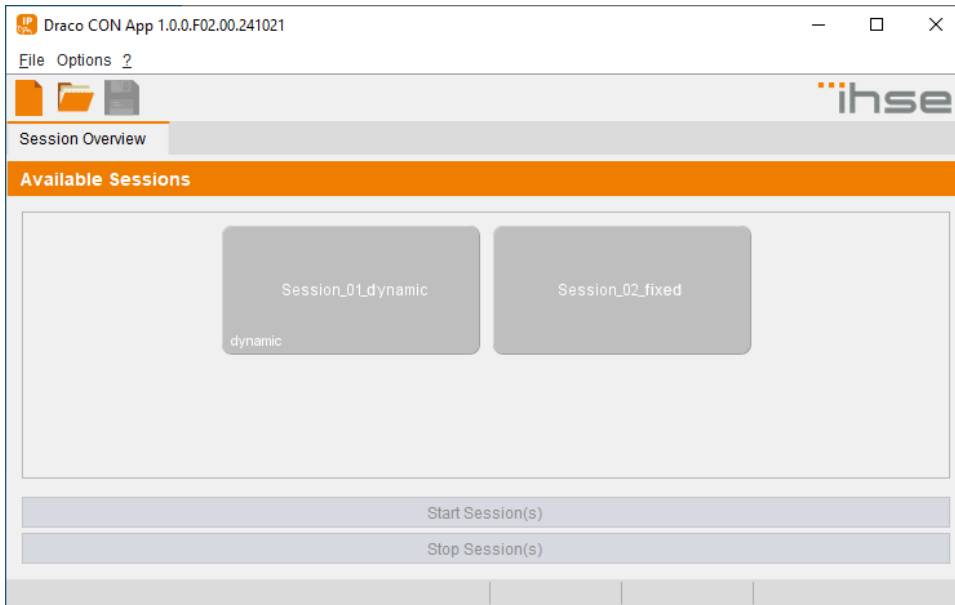 IP
Draco CON App 1.0.0.F02.00.241021
File Options ?
ihse
Session Overview
Available Sessions
Session_01_dynamic
Session_02_fixed
dynamic
Start Session(s)
Stop Session(s)